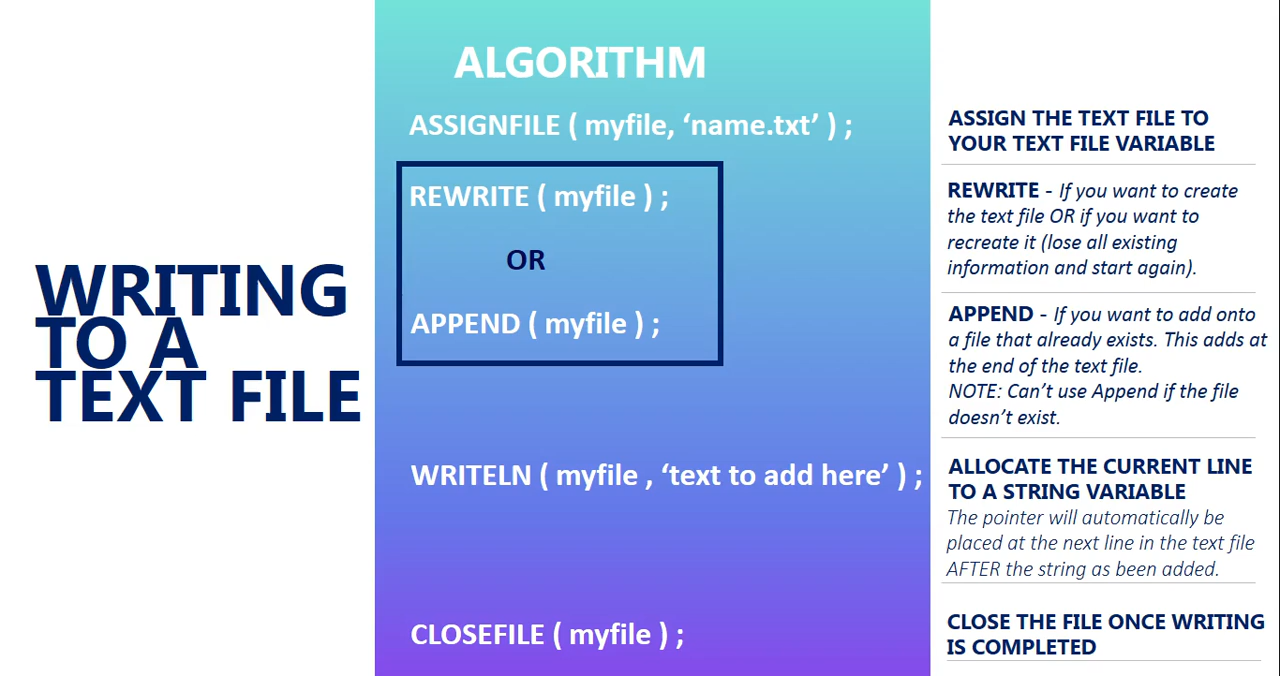 WRITING
TO A
TEXT FILE
ALGORITHM
ASSIGNFILE ( myfile, ‘name.txt’ ) ;
REWRITE ( myfile ) ;
OR
APPEND ( myfile ) ;
WRITELN ( myfile , ‘text to add here’ ) ;
CLOSEFILE ( myfile ) ;
ASSIGN THE TEXT FILE TO
YOUR TEXT FILE VARIABLE
REWRITE - If you want to create
the text file OR if you want to
recreate it (lose all existing
information and start again).
APPEND - If you want to add onto
a file that already exists. This adds at
the end of the text file.
NOTE: Can’t use Append if the file
doesn’t exist.
ALLOCATE THE CURRENT LINE
TO A STRING VARIABLE
The pointer will automatically be
placed at the next line in the text file
AFTER the string as been added.
CLOSE THE FILE ONCE WRITING
IS COMPLETED